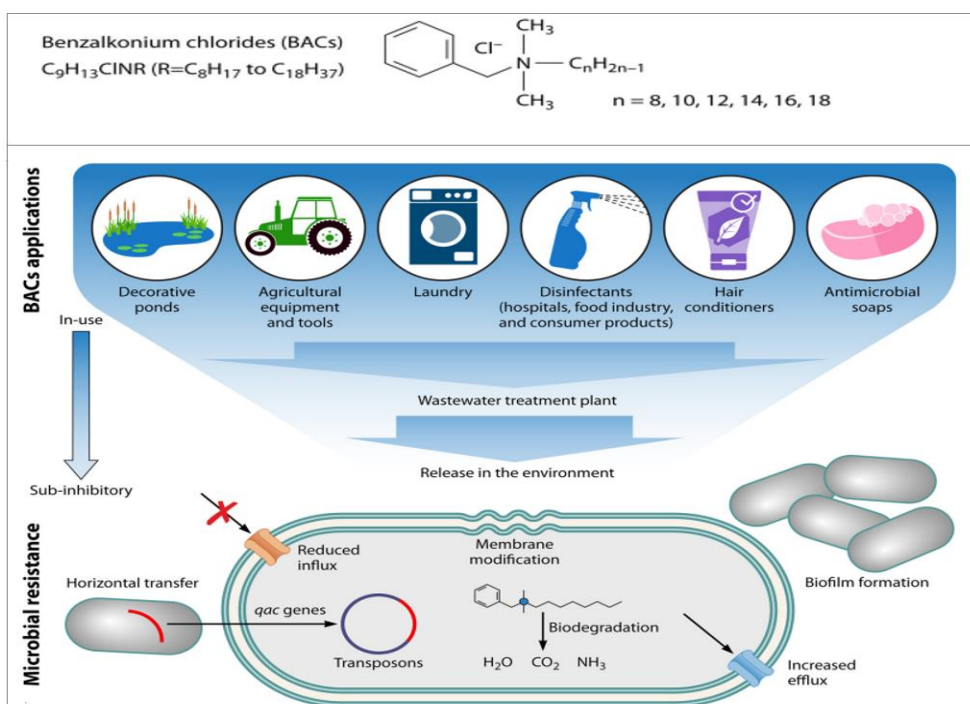 Benzalkonium chlorides (BACs)
C₉H₁₃ClNR (R=C₈H₁₇ to C₁₈H₃₇)
CH₃
Cl⁻
N
CₙH₂ₙ₋₁
CH₃
n = 8, 10, 12, 14, 16, 18
BACs applications
Decorative
ponds
Agricultural
equipment
and tools
Laundry
Disinfectants
(hospitals, food industry,
and consumer products)
Hair
conditioners
Antimicrobial
soaps
In-use
Wastewater treatment plant
Release in the environment
Sub-inhibitory
Microbial resistance
Reduced
influx
Membrane
modification
Biofilm formation
Horizontal transfer
qac genes
Transposons
Biodegradation
H₂O CO₂ NH₃
Increased
efflux